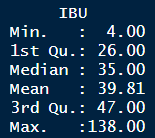 IBU
Min.   :  4.00
1st Qu.: 26.00
Median : 35.00
Mean   : 39.81
3rd Qu.: 47.00
Max.   :138.00